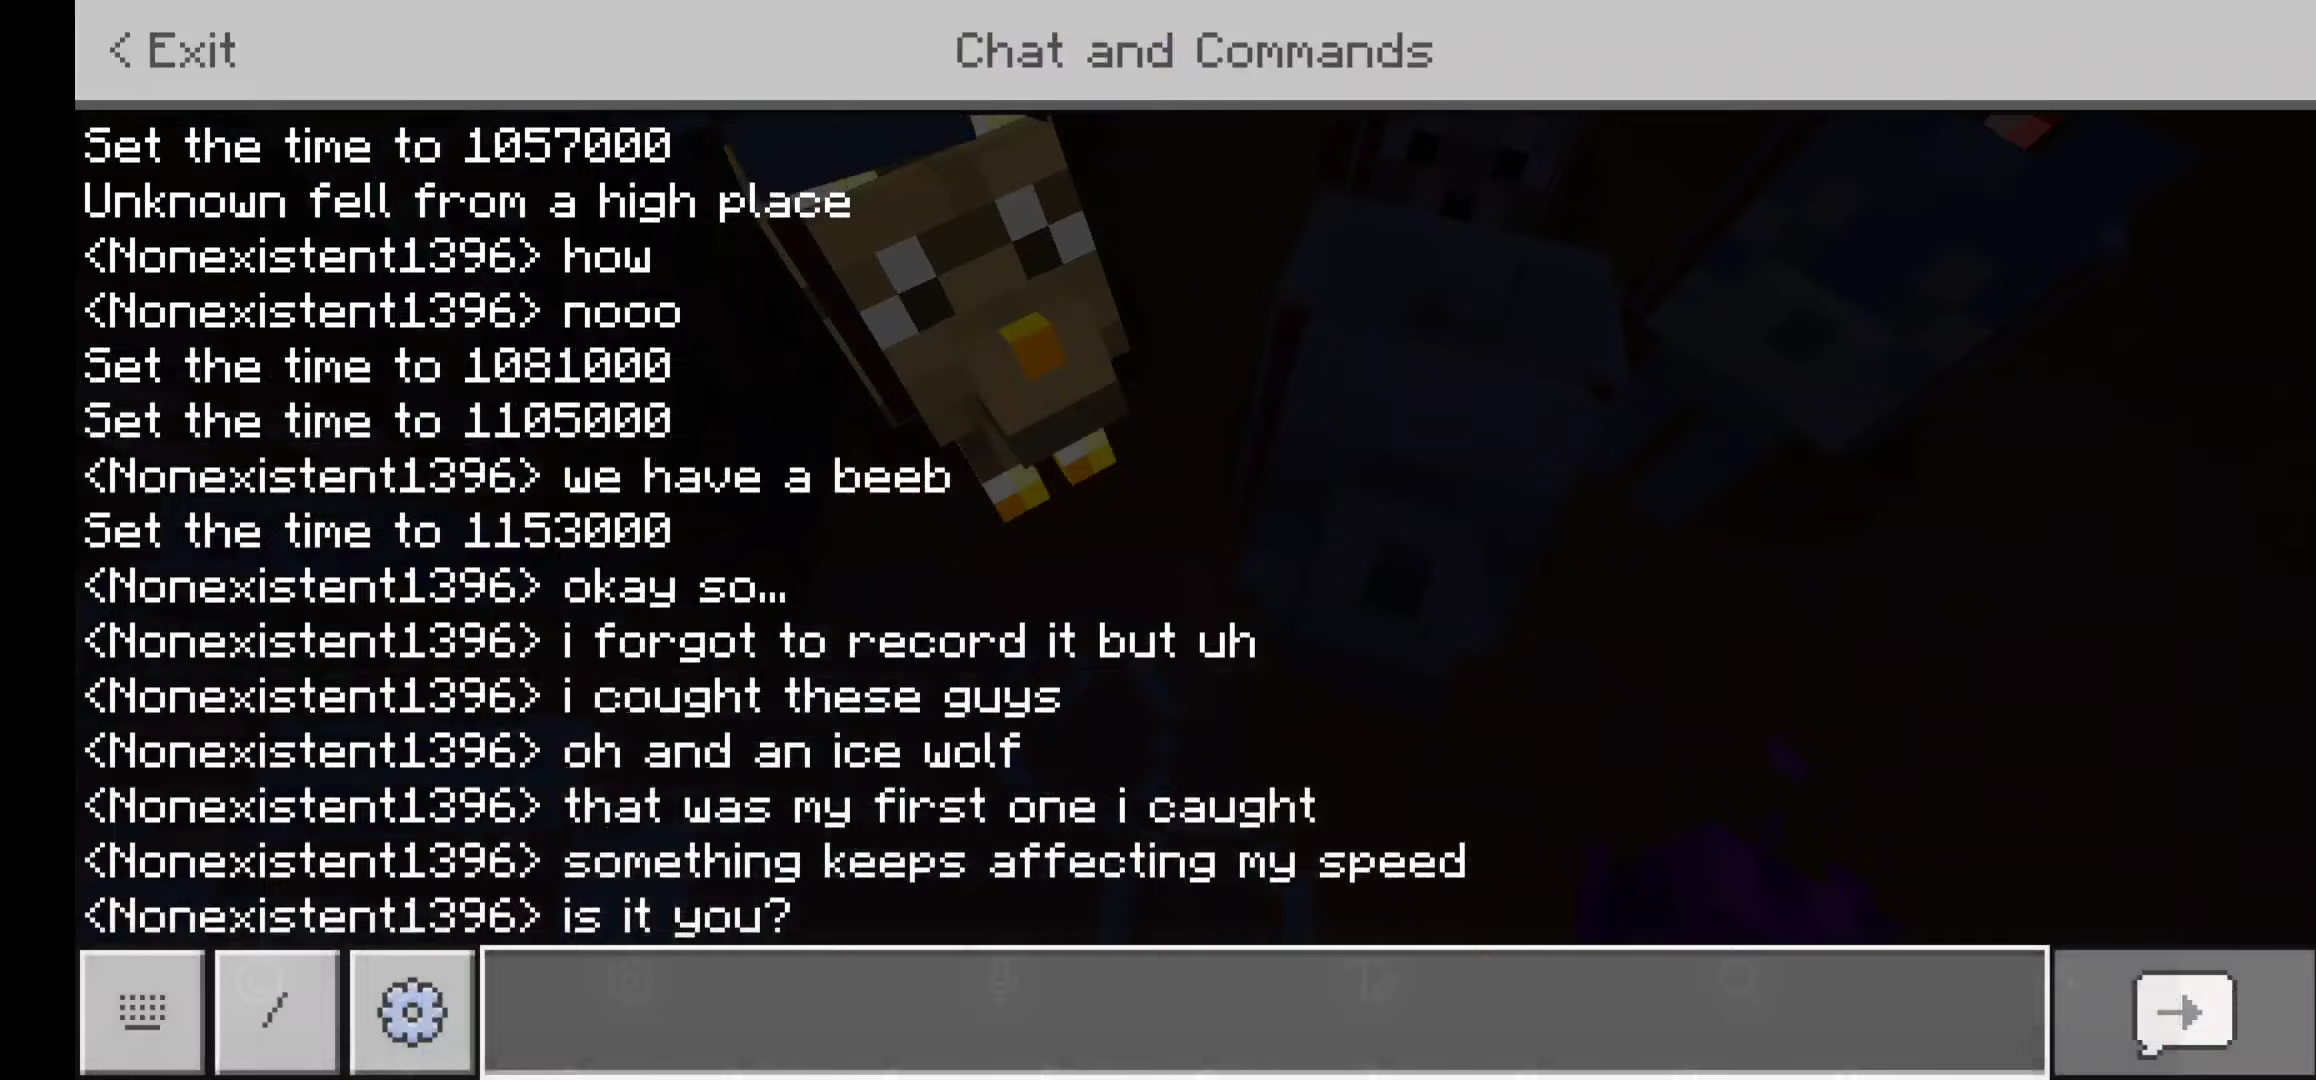 < Exit
Chat and Commands
Set the time to 1057000
Unknown fell from a high place
<Nonexistent1396> how
<Nonexistent1396> nooo
Set the time to 1081000
Set the time to 1105000
<Nonexistent1396> we have a beeb
Set the time to 1153000
<Nonexistent1396> okay so...
<Nonexistent1396> i forgot to record it but uh
<Nonexistent1396> i cought these guys
<Nonexistent1396> oh and an ice wolf
<Nonexistent1396> that was my first one i caught
<Nonexistent1396> something keeps affecting my speed
<Nonexistent1396> is it you?
/